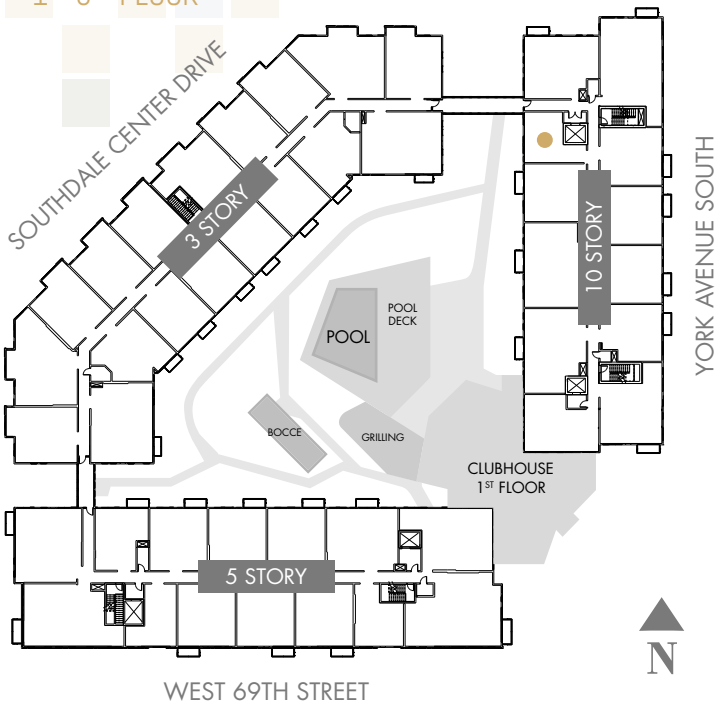 FLOOR
SOUTHDALE CENTER DRIVE
3 STORY
10 STORY
YORK AVENUE SOUTH
POOL
DECK
POOL
BOCCE
GRILLING
CLUBHOUSE
1ST FLOOR
5 STORY
N
WEST 69TH STREET